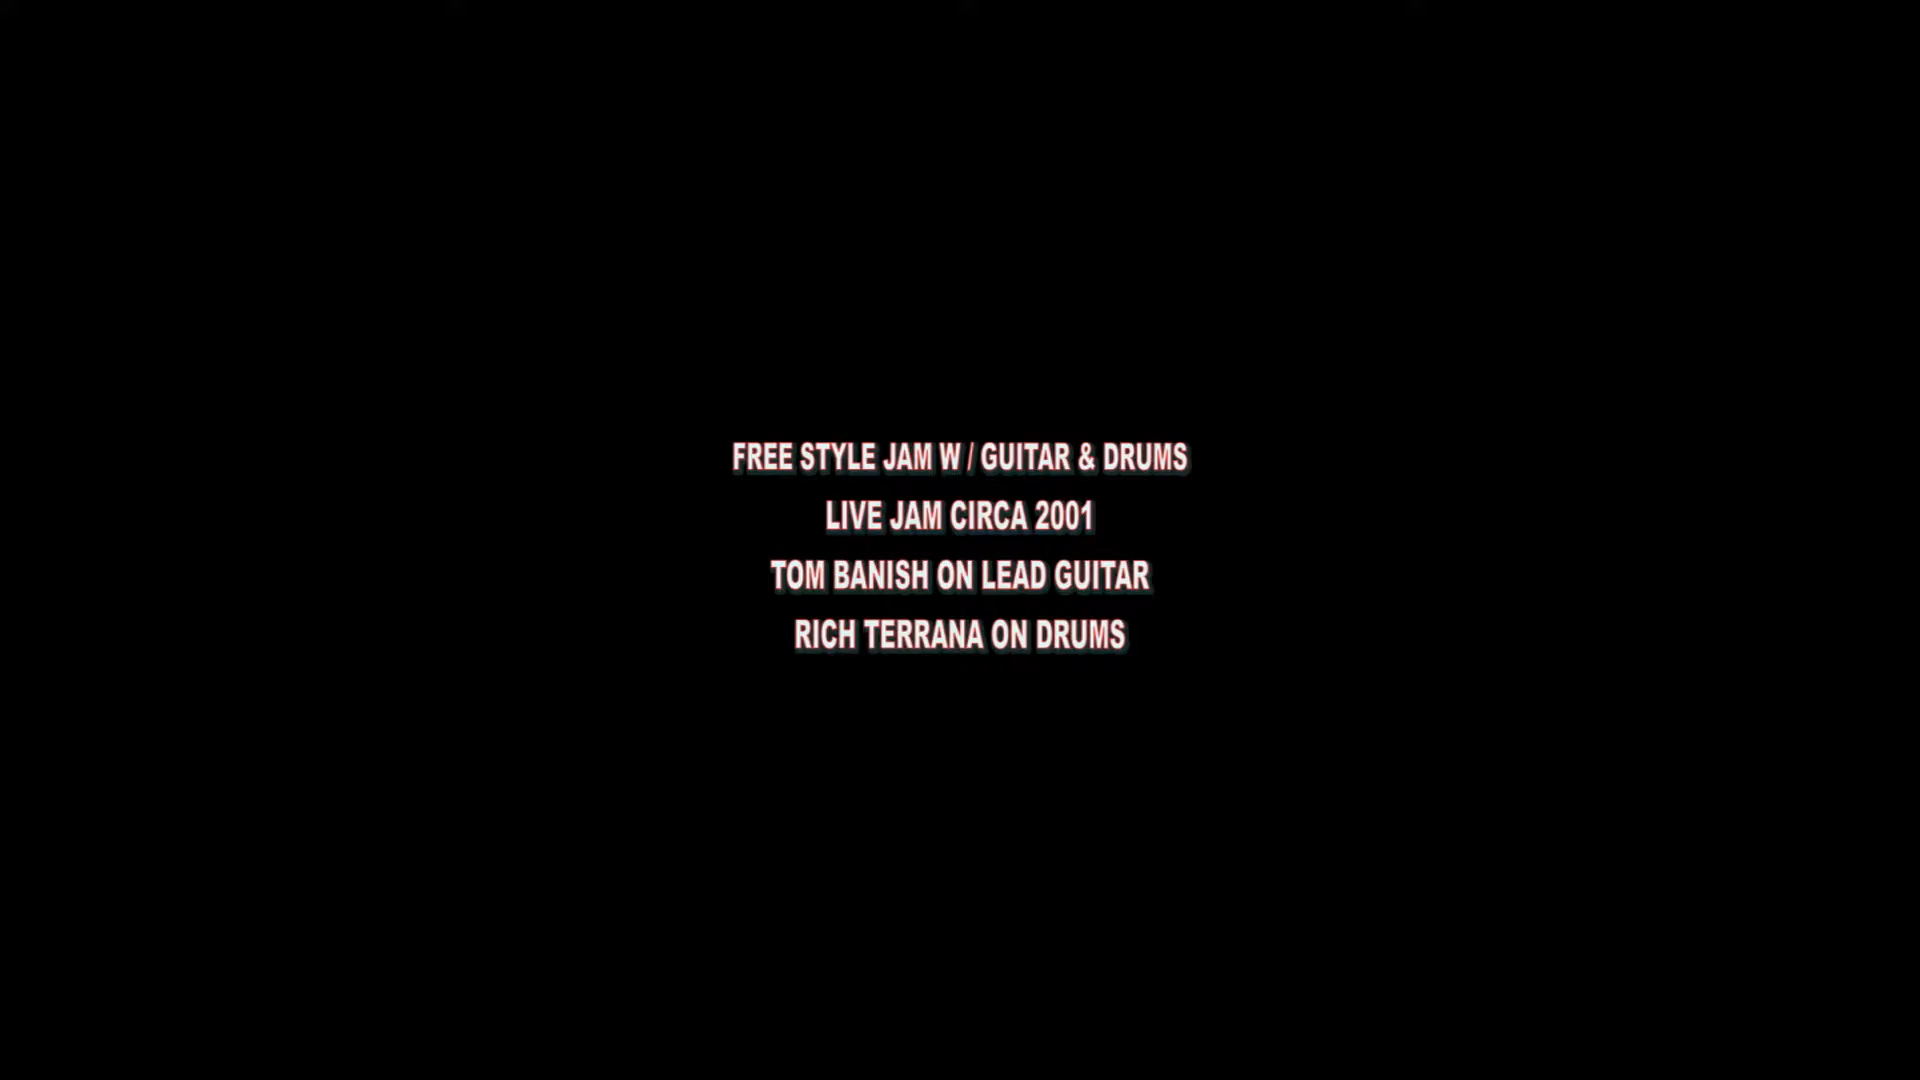 FREE STYLE JAM W / GUITAR & DRUMS
LIVE JAM CIRCA 2001
TOM BANISH ON LEAD GUITAR
RICH TERRANA ON DRUMS